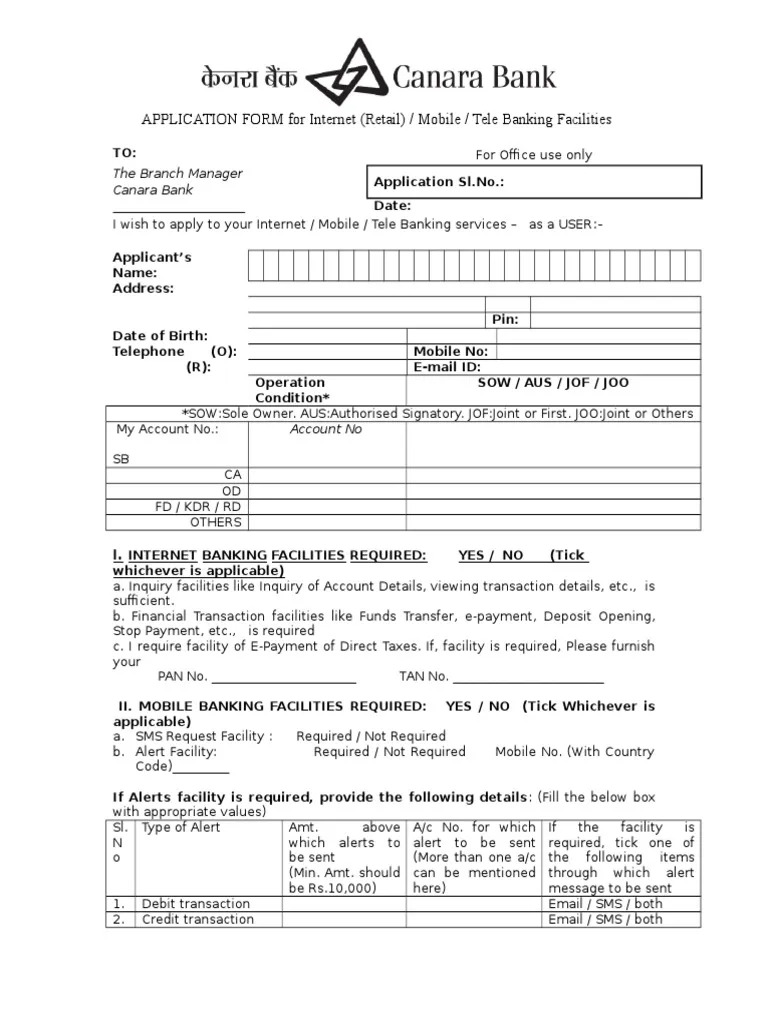 केनरा बैंक Canara Bank
APPLICATION FORM for Internet (Retail) / Mobile / Tele Banking Facilities
TO:
For Office use only
The Branch Manager
Canara Bank
Application Sl.No.:
Date:
I wish to apply to your Internet / Mobile / Tele Banking services – as a USER:-
Applicant’s
Name:
Address:
Pin:
Date of Birth:
Telephone (O):
Mobile No:
(R):
E-mail ID:
Operation
Condition*
SOW / AUS / JOF / JOO
*SOW:Sole Owner. AUS:Authorised Signatory. JOF:Joint or First. JOO:Joint or Others
My Account No.:
Account No
SB
CA
OD
FD / KDR / RD
OTHERS
I. INTERNET BANKING FACILITIES REQUIRED: YES / NO (Tick
whichever is applicable)
a. Inquiry facilities like Inquiry of Account Details, viewing transaction details, etc., is
sufficient.
b. Financial Transaction facilities like Funds Transfer, e-payment, Deposit Opening,
Stop Payment, etc., is required
c. I require facility of E-Payment of Direct Taxes. If, facility is required, Please furnish
your
PAN No. ____________________ TAN No. ____________________
II. MOBILE BANKING FACILITIES REQUIRED: YES / NO (Tick Whichever is
applicable)
a. SMS Request Facility : Required / Not Required
b. Alert Facility: Required / Not Required Mobile No. (With Country
Code)________
If Alerts facility is required, provide the following details: (Fill the below box
with appropriate values)
Sl.
N
o
Type of Alert
Amt. above
which alerts to
be sent
(Min. Amt. should
be Rs.10,000)
A/c No. for which
alert to be sent
(More than one a/c
can be mentioned
here)
If the facility is
required, tick one of
the following items
through which alert
message to be sent
1. Debit transaction Email / SMS / both
2. Credit transaction Email / SMS / both